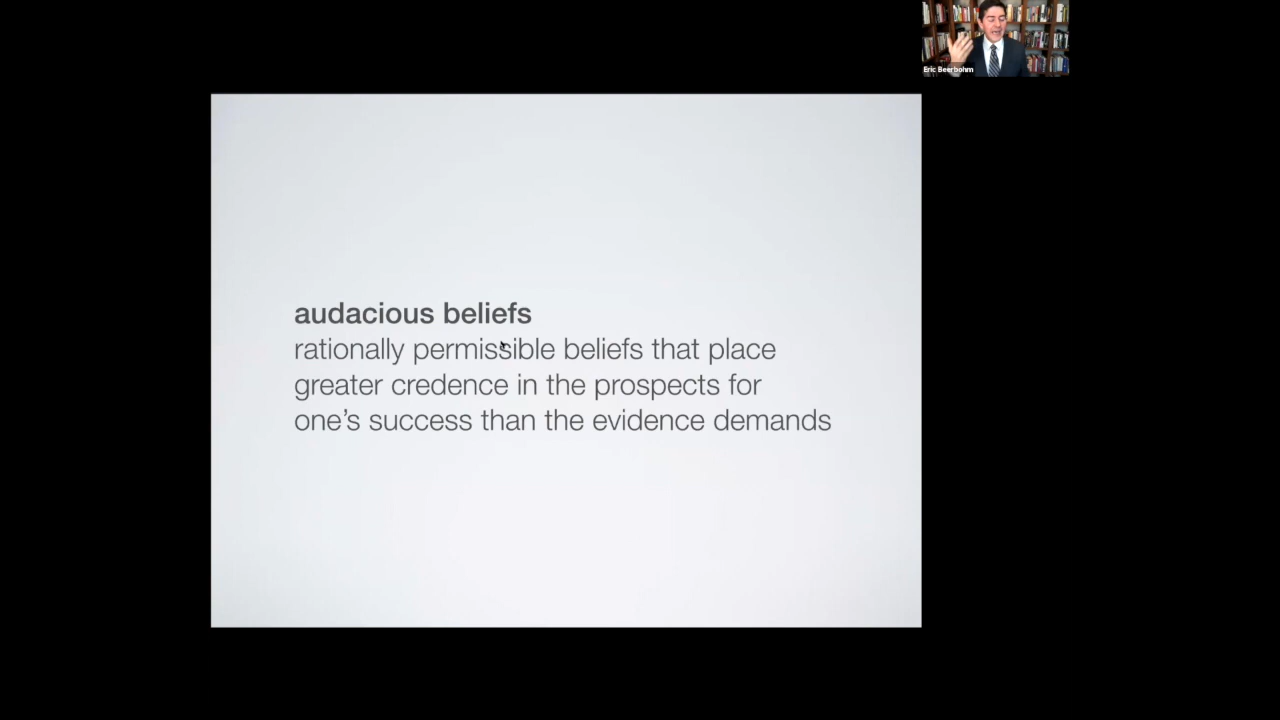 Eric Beerbohm
audacious beliefs
rationally permissible beliefs that place
greater credence in the prospects for
one's success than the evidence demands